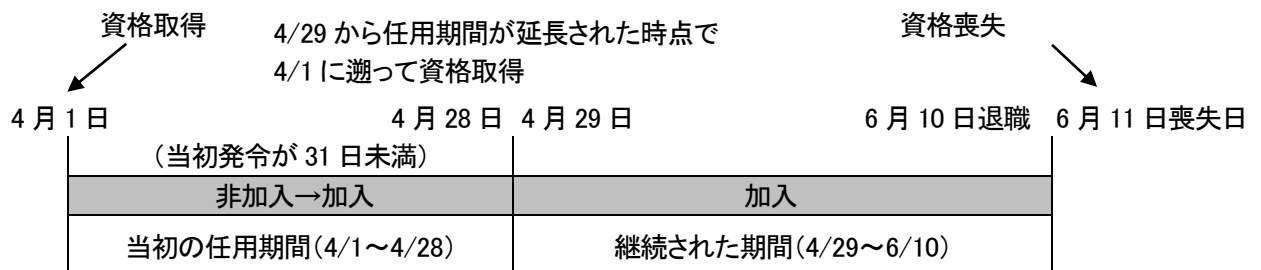 資格取得
4/29 から任用期間が延長された時点で
4/1 に遡って資格取得
資格喪失
4 月 1 日 4 月 28 日 4 月 29 日 6 月 10 日退職 6 月 11 日喪失日
（当初発令が 31 日未満）
非加入→加入 加入
当初の任用期間（4/1～4/28） 継続された期間（4/29～6/10）